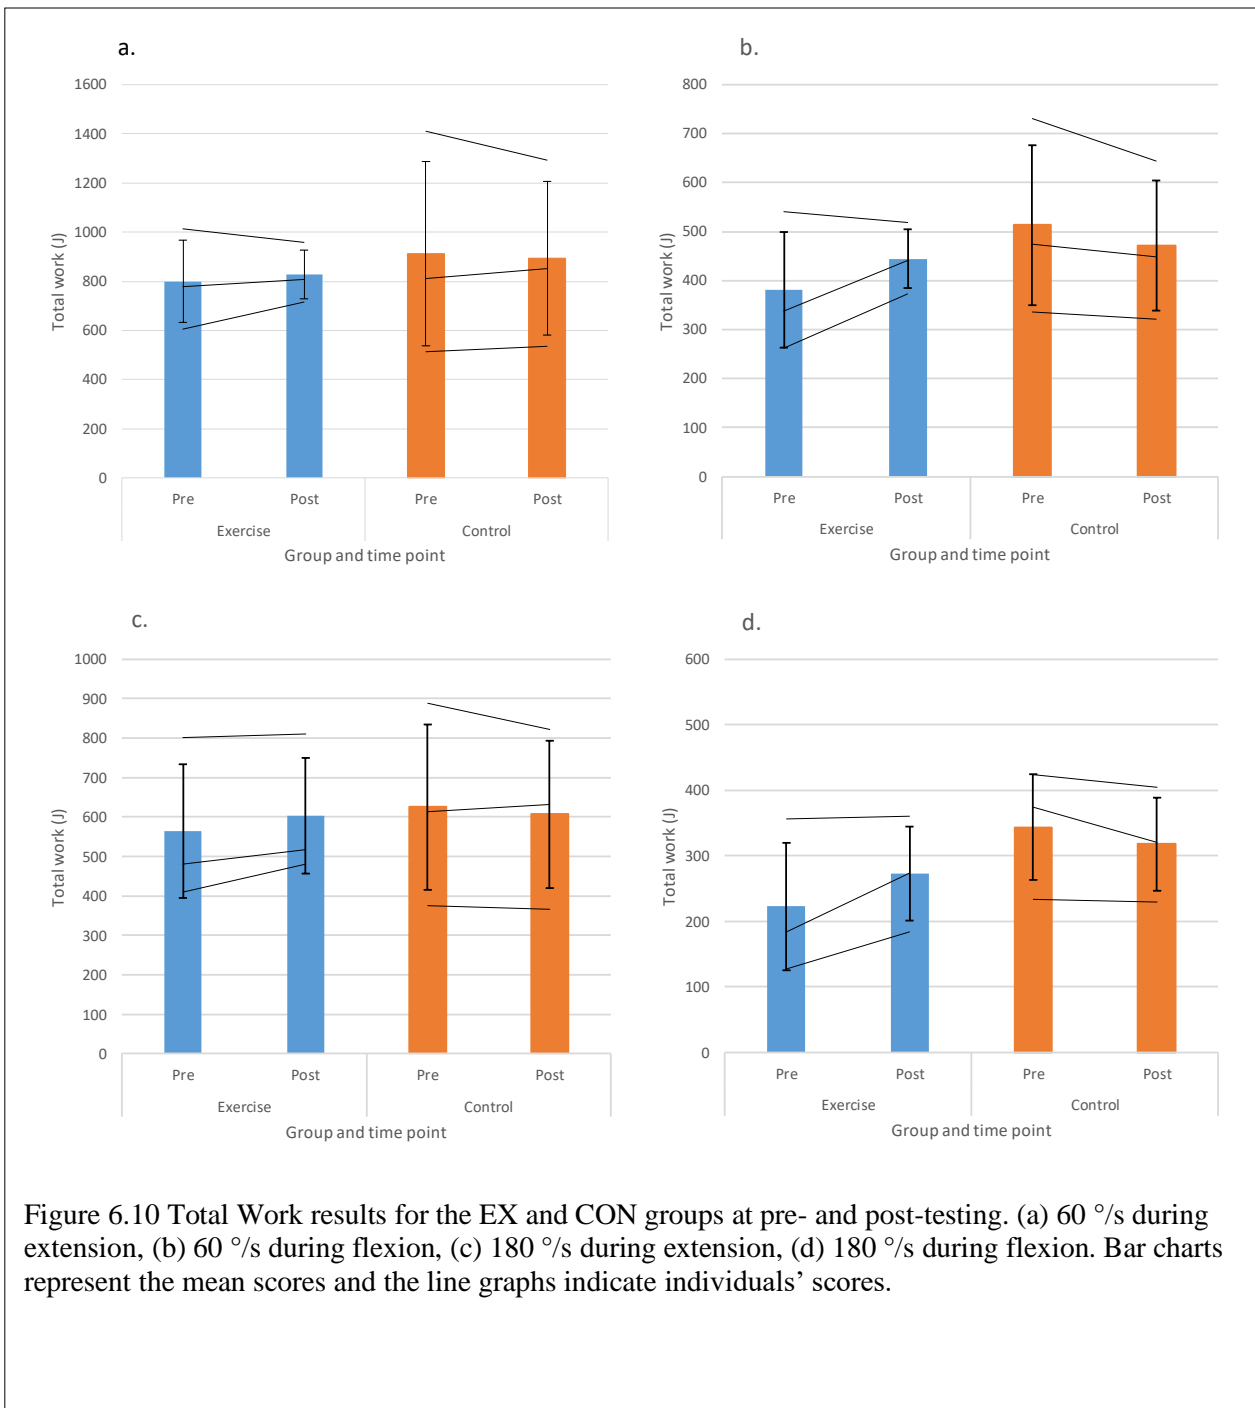 a.
1600
1400
1200
1000
800
600
400
200
0
Total work (J)
Pre
Post
Pre
Post
Exercise
Control
Group and time point
b.
800
700
600
500
400
300
200
100
0
Total work (J)
Pre
Post
Pre
Post
Exercise
Control
Group and time point
c.
1000
900
800
700
600
500
400
300
200
100
0
Total work (J)
Pre
Post
Pre
Post
Exercise
Control
Group and time point
d.
600
500
400
300
200
100
0
Total work (J)
Pre
Post
Pre
Post
Exercise
Control
Group and time point
Figure 6.10 Total Work results for the EX and CON groups at pre- and post-testing. (a) 60 °/s during
extension, (b) 60 °/s during flexion, (c) 180 °/s during extension, (d) 180 °/s during flexion. Bar charts
represent the mean scores and the line graphs indicate individuals’ scores.